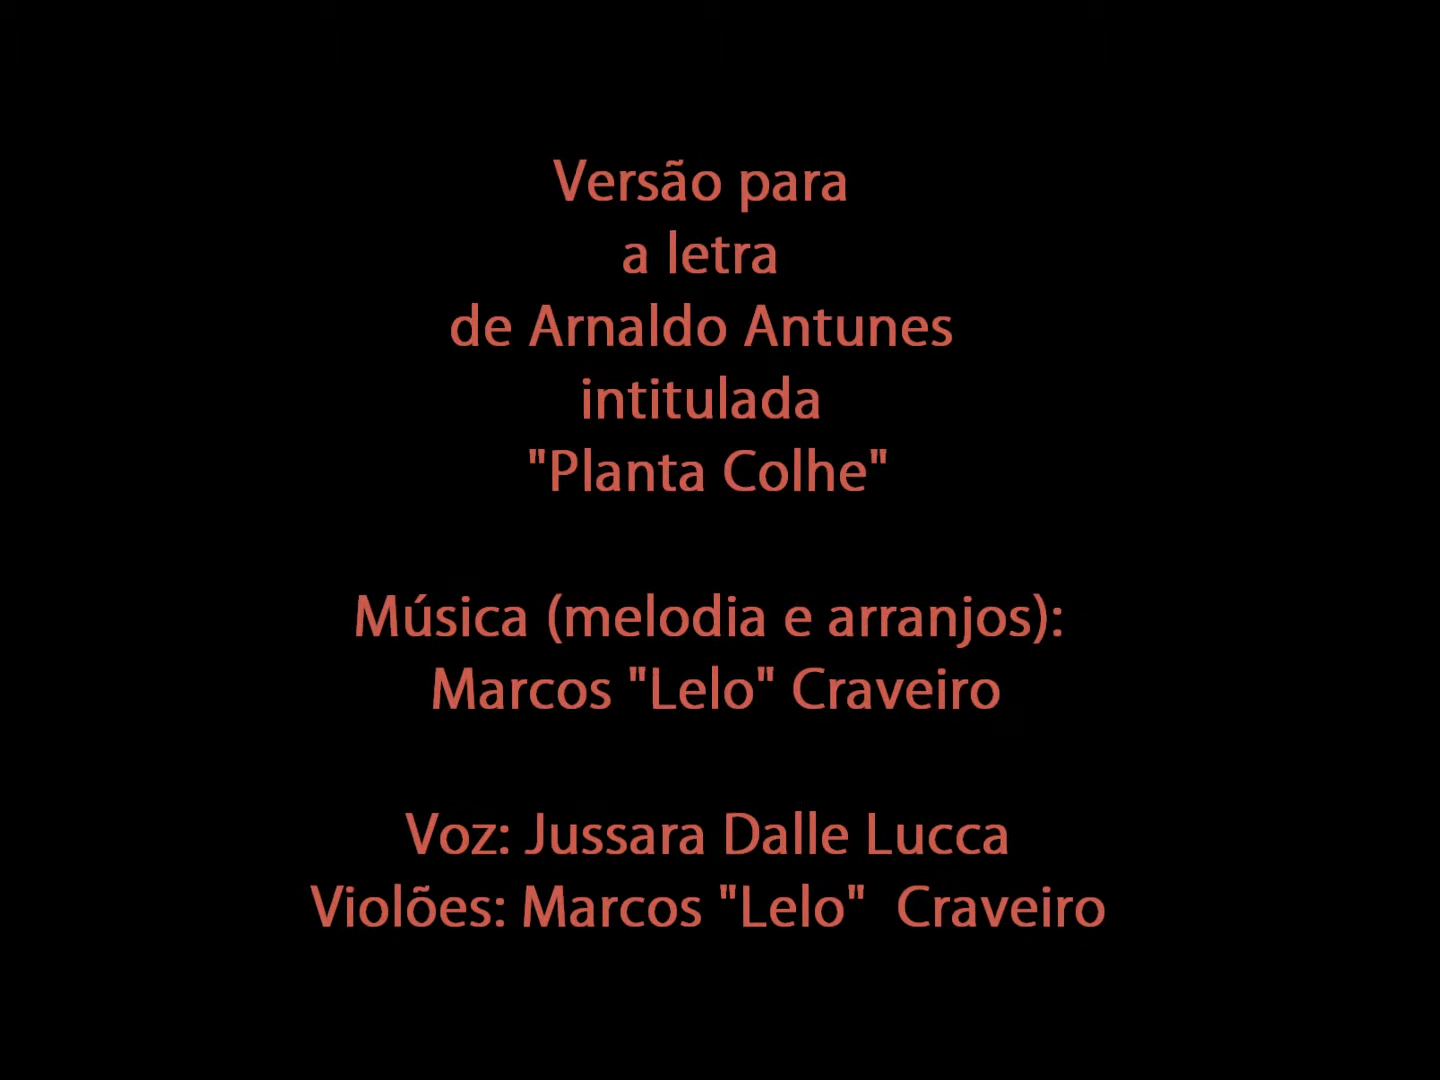 Versão para
a letra
de Arnaldo Antunes
intitulada
"Planta Colhe"
Música (melodia e arranjos):
Marcos "Lelo" Craveiro
Voz: Jussara Dalle Lucca
Violões: Marcos "Lelo"  Craveiro